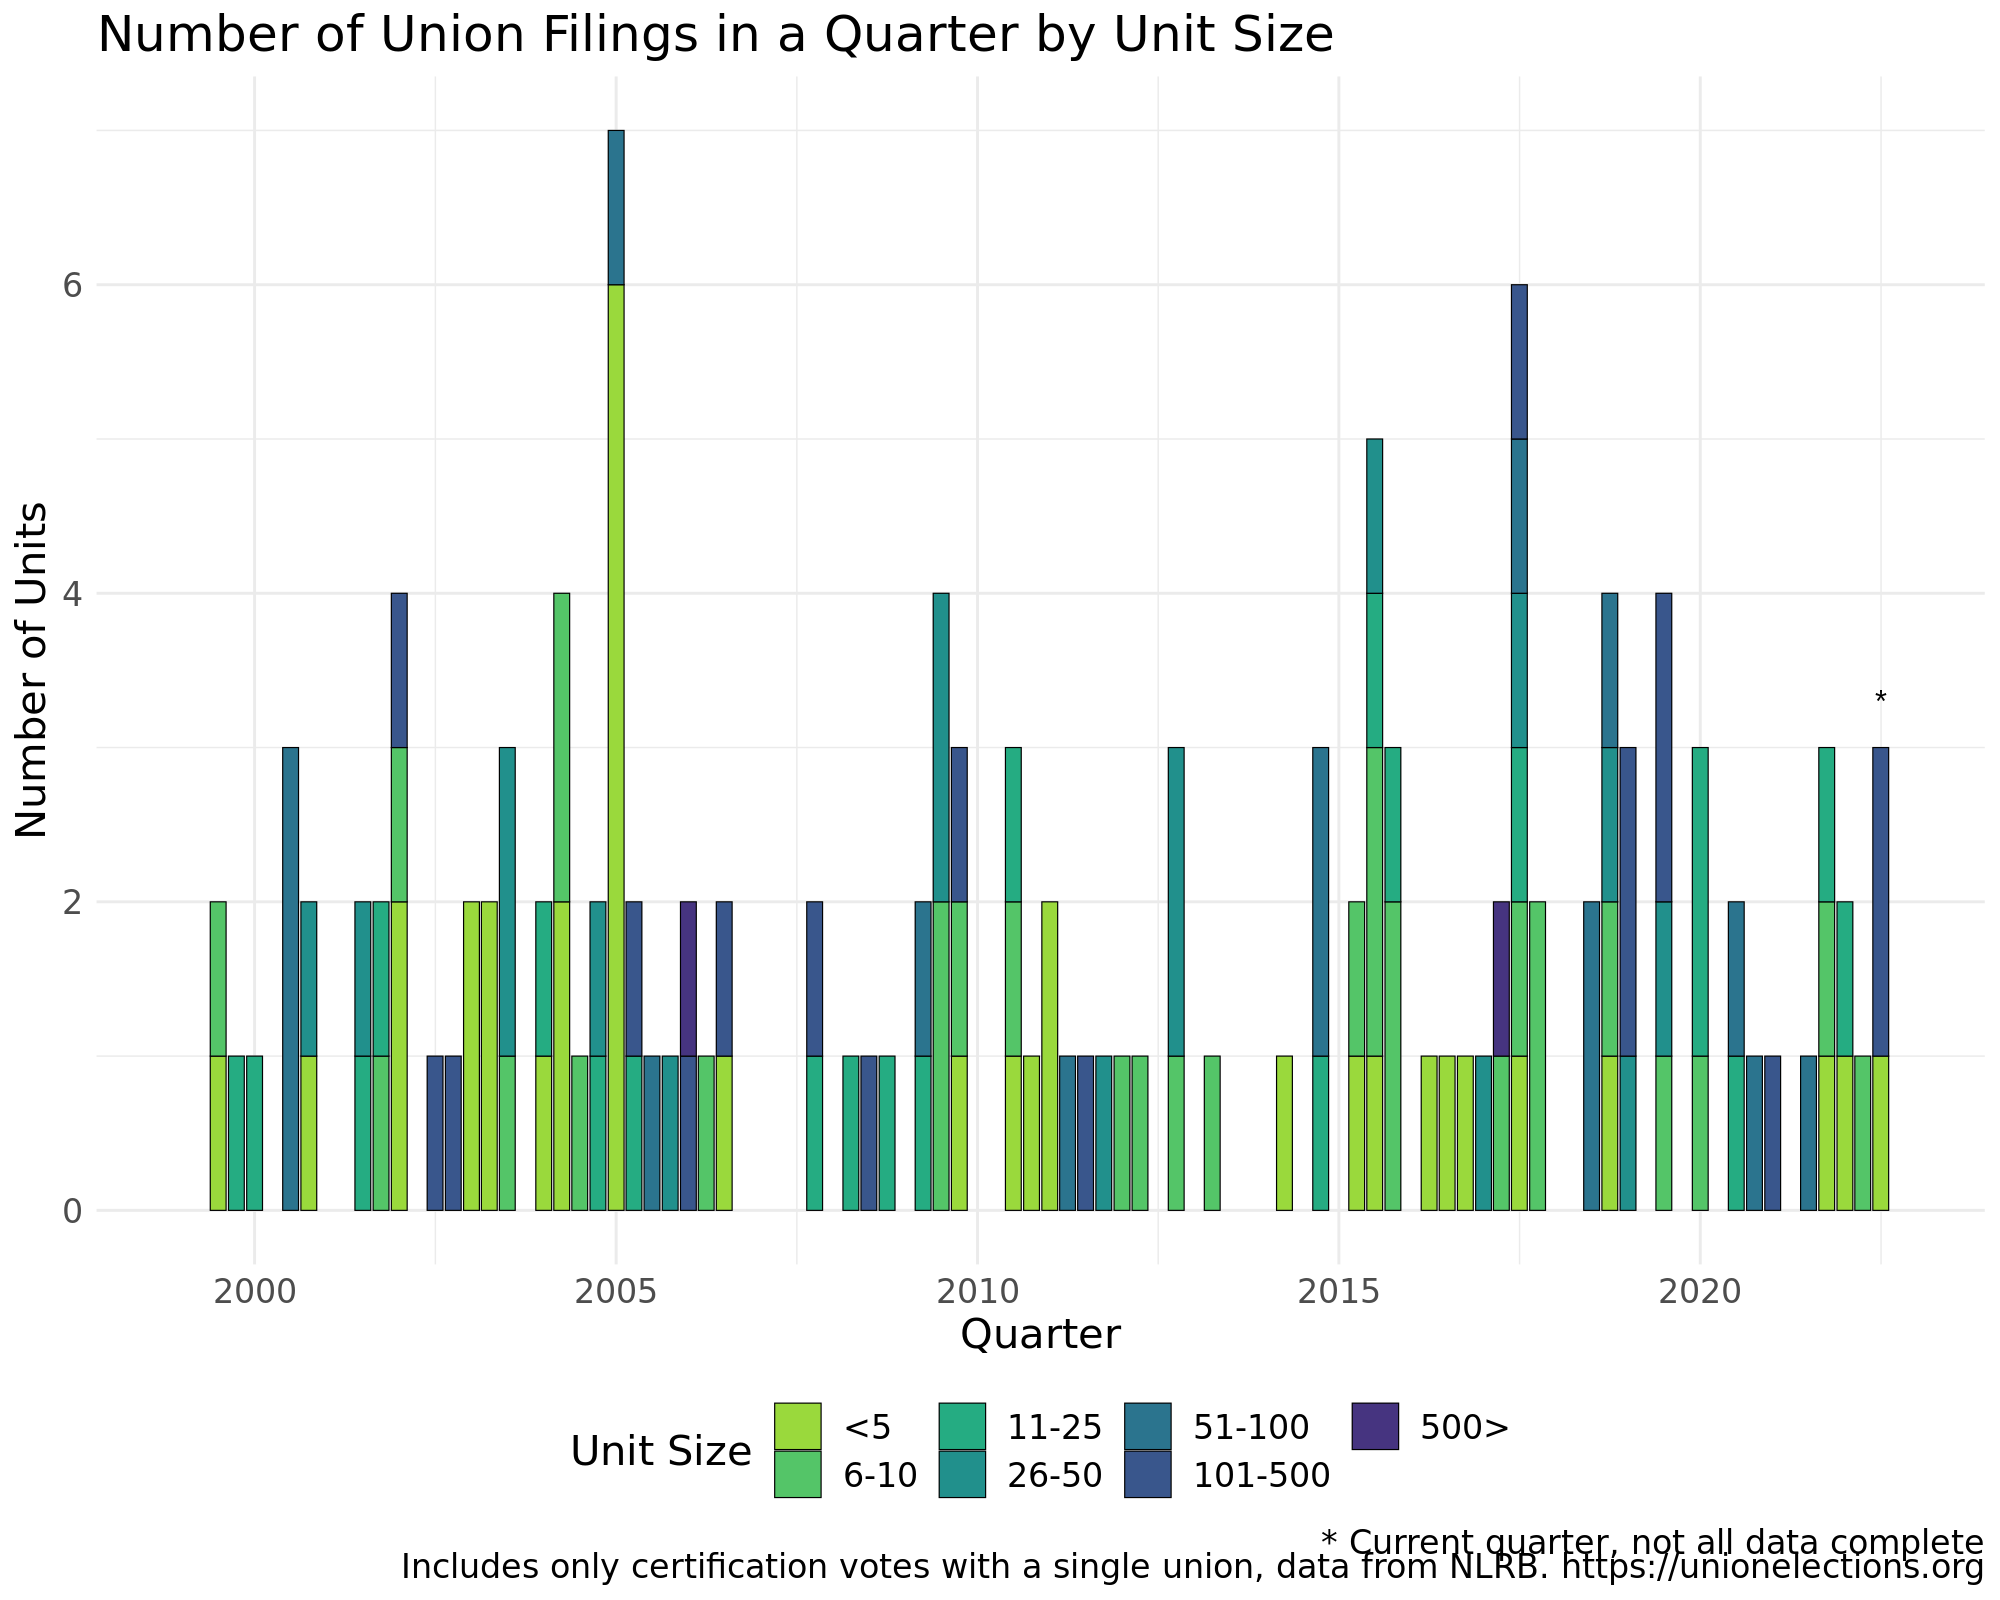 Number of Union Filings in a Quarter by Unit Size
Number of Units
6
4
2
0
*
2000 2005 2010 2015 2020
Quarter
Unit Size
<5 11-25 51-100 500>
6-10 26-50 101-500
* Current quarter, not all data complete
Includes only certification votes with a single union, data from NLRB. https://unionelections.org